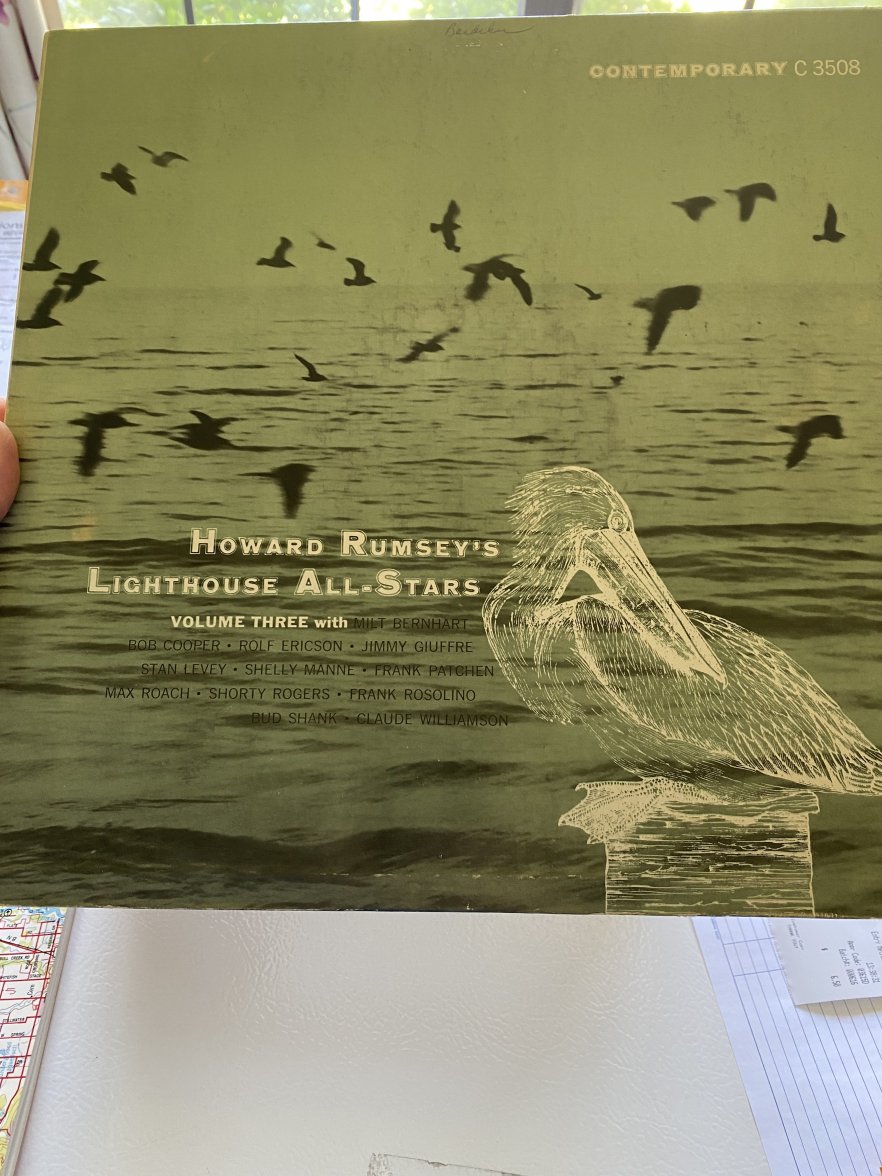 CONTEMPORARY C 3508
HOWARD RUMSEY'S
LIGHTHOUSE ALL-STARS
VOLUME THREE with MILT BERNHART
BOB COOPER • ROLF ERICSON • JIMMY GIUFFRE
STAN LEVEY • SHELLY MANNE • FRANK PATCHEN
MAX ROACH • SHORTY ROGERS • FRANK ROSOLINO
BUD SHANK • CLAUDE WILLIAMSON